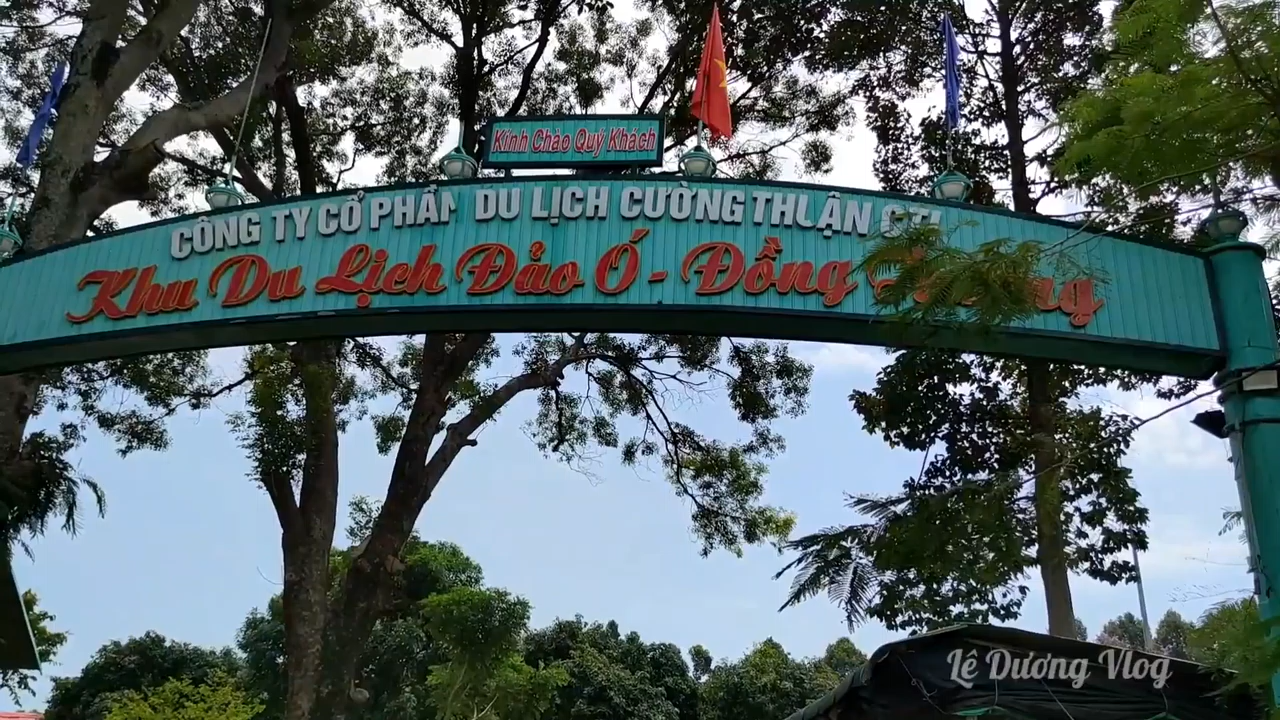 Kính Chào Quý Khách
CÔNG TY CỔ PHẦN DU LỊCH CƯỜNG THUẬN
Khu Du Lịch Đảo Ó - Đồng
Lê Dương Vlog